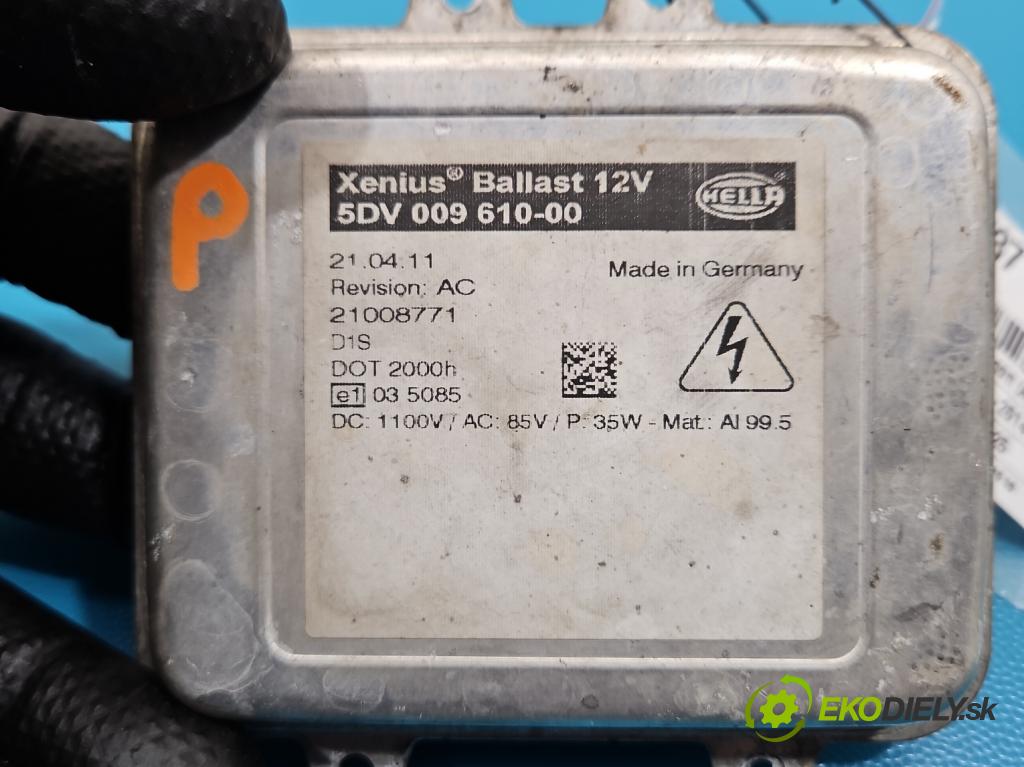 P
Xenius® Ballast 12V
5DV 009 610-00
HELLA
21.04.11
Made in Germany
Revision: AC
21008771
D1S
DOT 2000h
e1 03 5085
DC: 1100V / AC: 85V / P: 35W - Mat.: Al 99.5
97
EKODIELY.sk